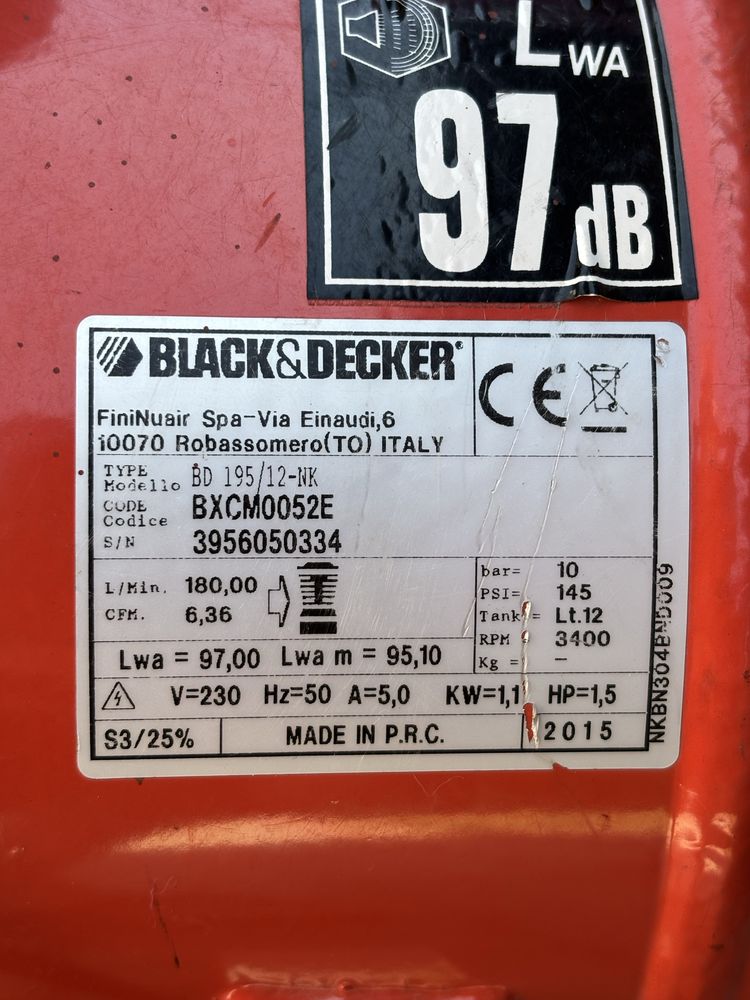 LWA
97 dB
BLACK&DECKER®
FiniNuair Spa-Via Einaudi,6
10070 Robassomero(TO) ITALY
CE
TYPE
Modello BD 195/12-NK
CODE
Codice BXCM0052E
S/N 3956050334
L/Min. 180,00
CFM. 6,36
bar= 10
PSI= 145
Tank= Lt.12
RPM = 3400
Kg = –
Lwa = 97,00 Lwa m = 95,10
V=230 Hz=50 A=5,0 KW=1,1 HP=1,5
S3/25% MADE IN P.R.C. 2015
NKBN304BND009